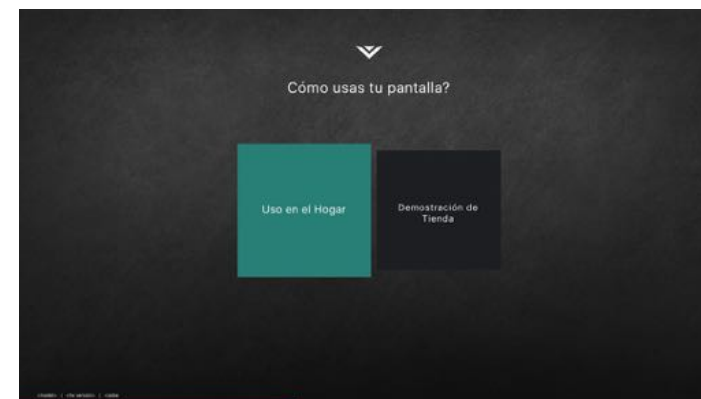 Cómo usas tu pantalla?
Uso en el Hogar
Demostración de
Tienda